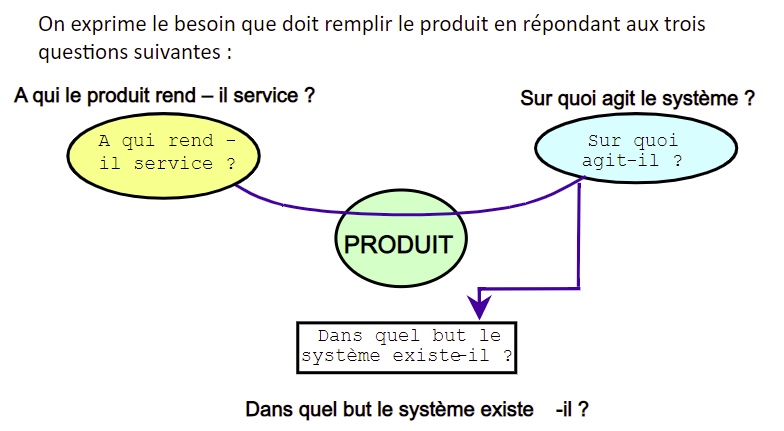 On exprime le besoin que doit remplir le produit en répondant aux trois
questions suivantes :
A qui le produit rend – il service ?
Sur quoi agit le système ?
A qui rend -
il service ?
Sur quoi
agit-il ?
PRODUIT
Dans quel but le
système existe-il ?
Dans quel but le système existe -il ?